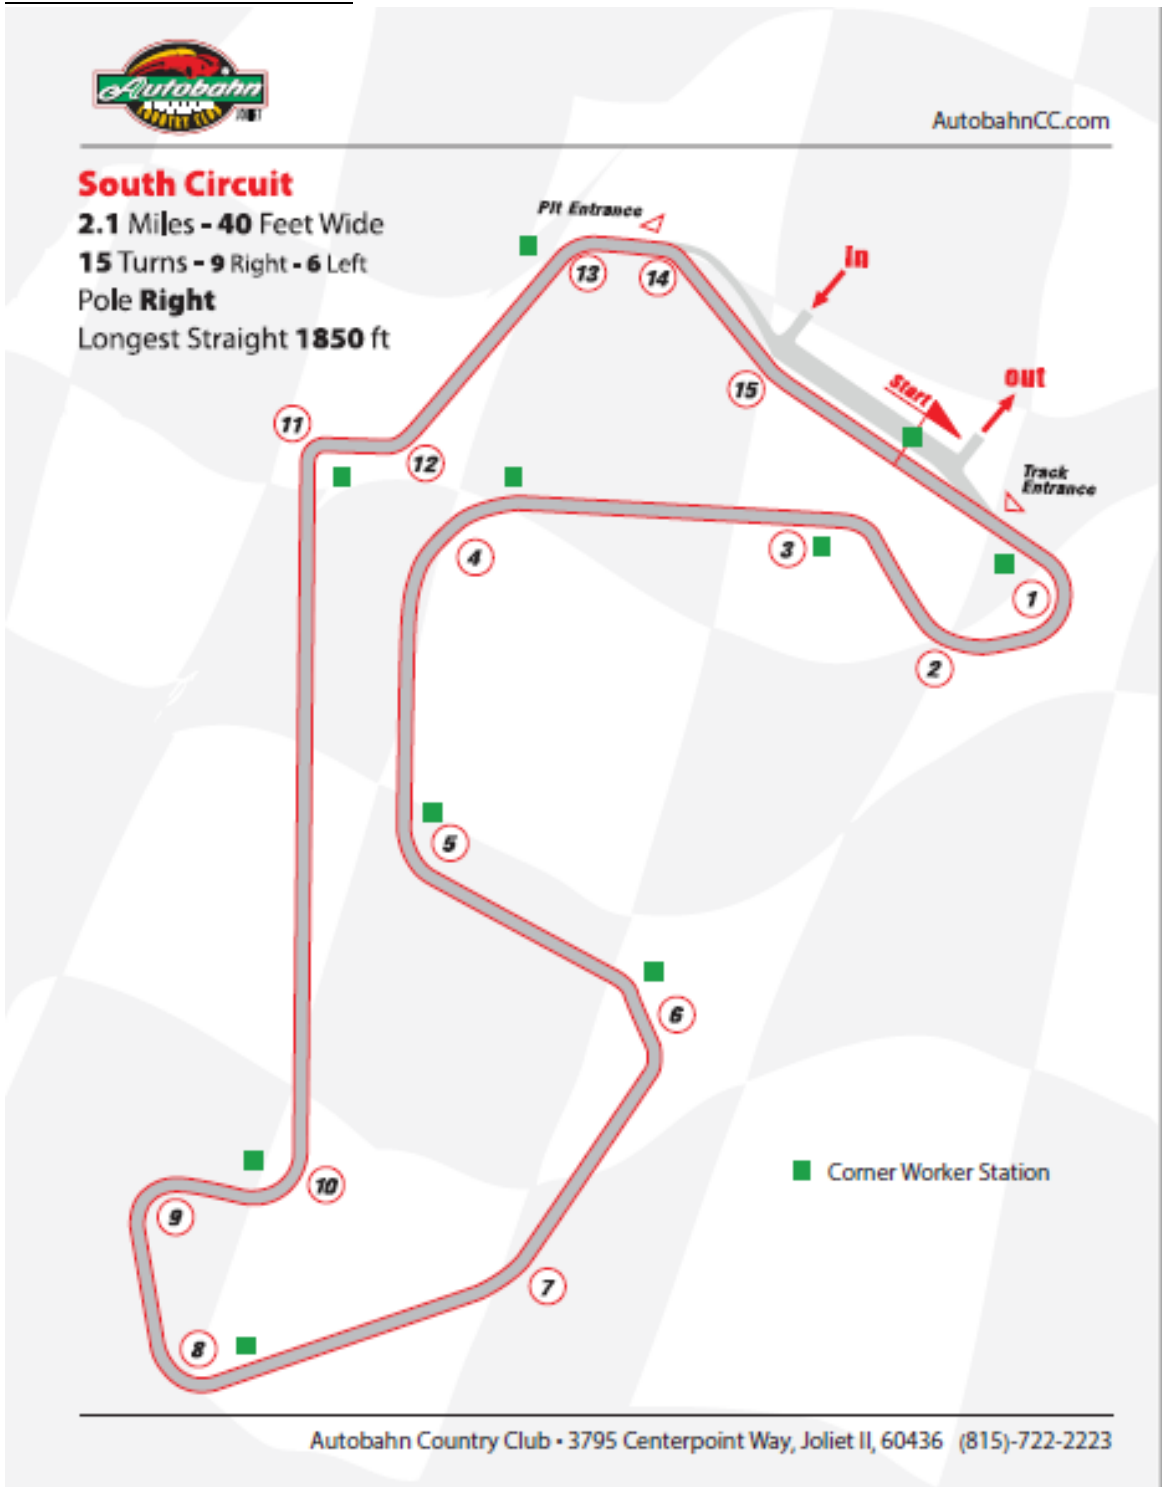 Autobahn
COUNTRY CLUB
JOLIET
AutobahnCC.com
South Circuit
2.1 Miles - 40 Feet Wide
15 Turns - 9 Right - 6 Left
Pole Right
Longest Straight 1850 ft
Pit Entrance
in
13
14
15
Start
out
11
12
Track
Entrance
3
4
1
2
5
6
Corner Worker Station
10
9
7
8
Autobahn Country Club • 3795 Centerpoint Way, Joliet Il, 60436 (815)-722-2223